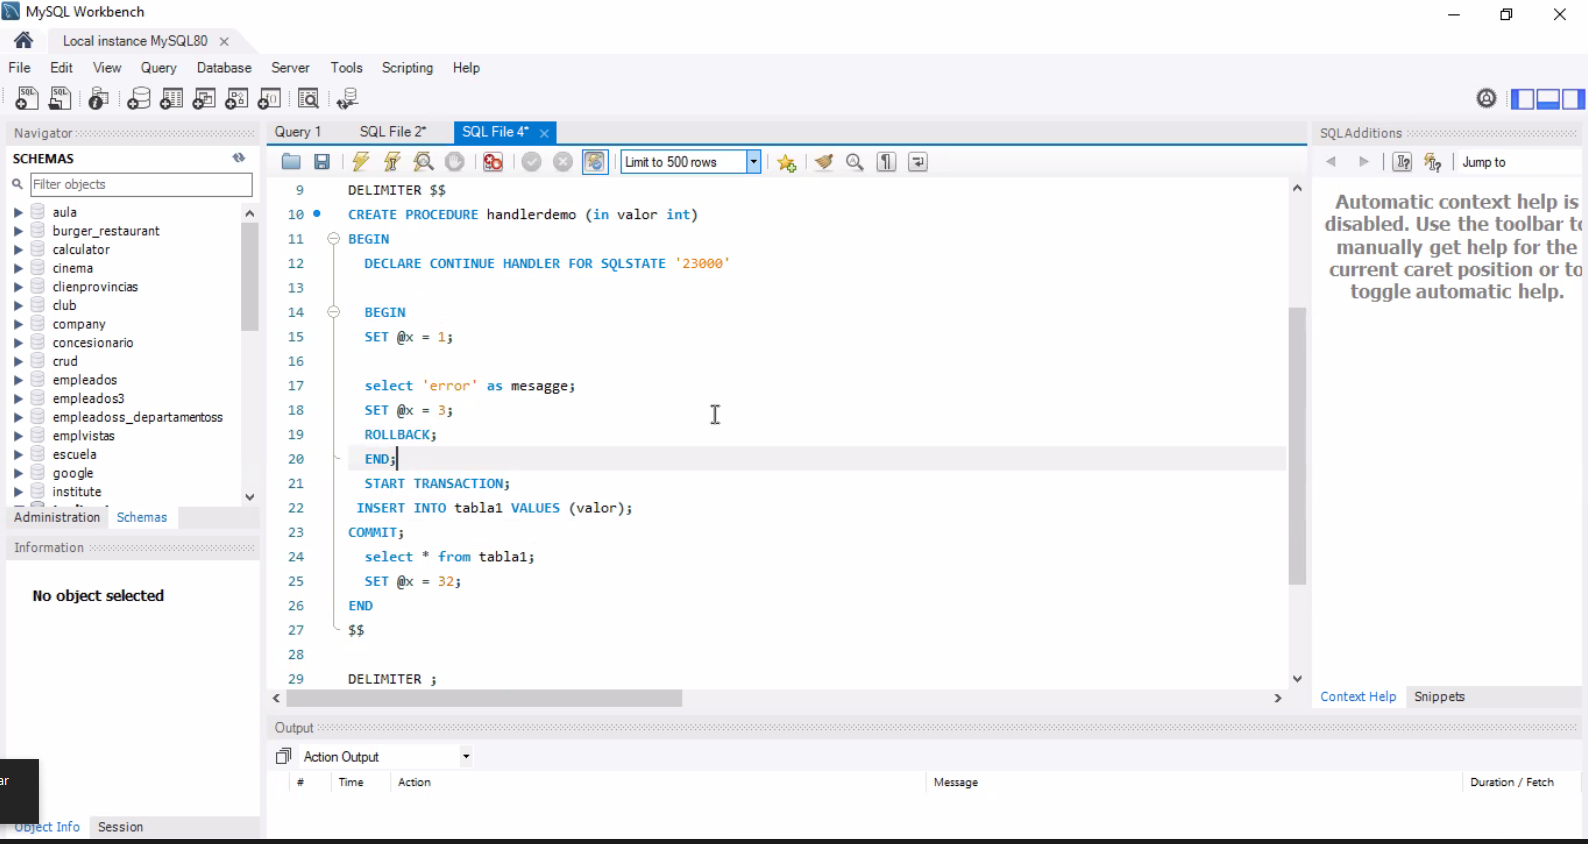 MySQL Workbench
Local instance MySQL80
File Edit View Query Database Server Tools Scripting Help
Navigator
SCHEMAS
Filter objects
aula
burger_restaurant
calculator
cinema
clienprovincias
club
company
concesionario
crud
empleados
empleados3
empleadoss_departamentoss
emplvistas
escuela
google
institute
Administration Schemas
Information
No object selected
ar
Object Info Session
Query 1 SQL File 2* SQL File 4*
Limit to 500 rows
9 DELIMITER $$
10 CREATE PROCEDURE handlerdemo (in valor int)
11 BEGIN
12 DECLARE CONTINUE HANDLER FOR SQLSTATE '23000'
13
14 BEGIN
15 SET @x = 1;
16
17 select 'error' as mesagge;
18 SET @x = 3;
19 ROLLBACK;
20 END;
21 START TRANSACTION;
22 INSERT INTO tabla1 VALUES (valor);
23 COMMIT;
24 select * from tabla1;
25 SET @x = 32;
26 END
27 $$
28
29 DELIMITER ;
Output
Action Output
# Time Action Message Duration / Fetch
SQLAdditions
Jump to
Automatic context help is
disabled. Use the toolbar to
manually get help for the
current caret position or to
toggle automatic help.
Context Help Snippets